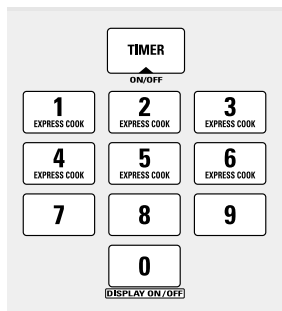 TIMER
ON/OFF
1 2 3
EXPRESS COOK EXPRESS COOK EXPRESS COOK
4 5 6
EXPRESS COOK EXPRESS COOK EXPRESS COOK
7 8 9
0
DISPLAY ON/OFF